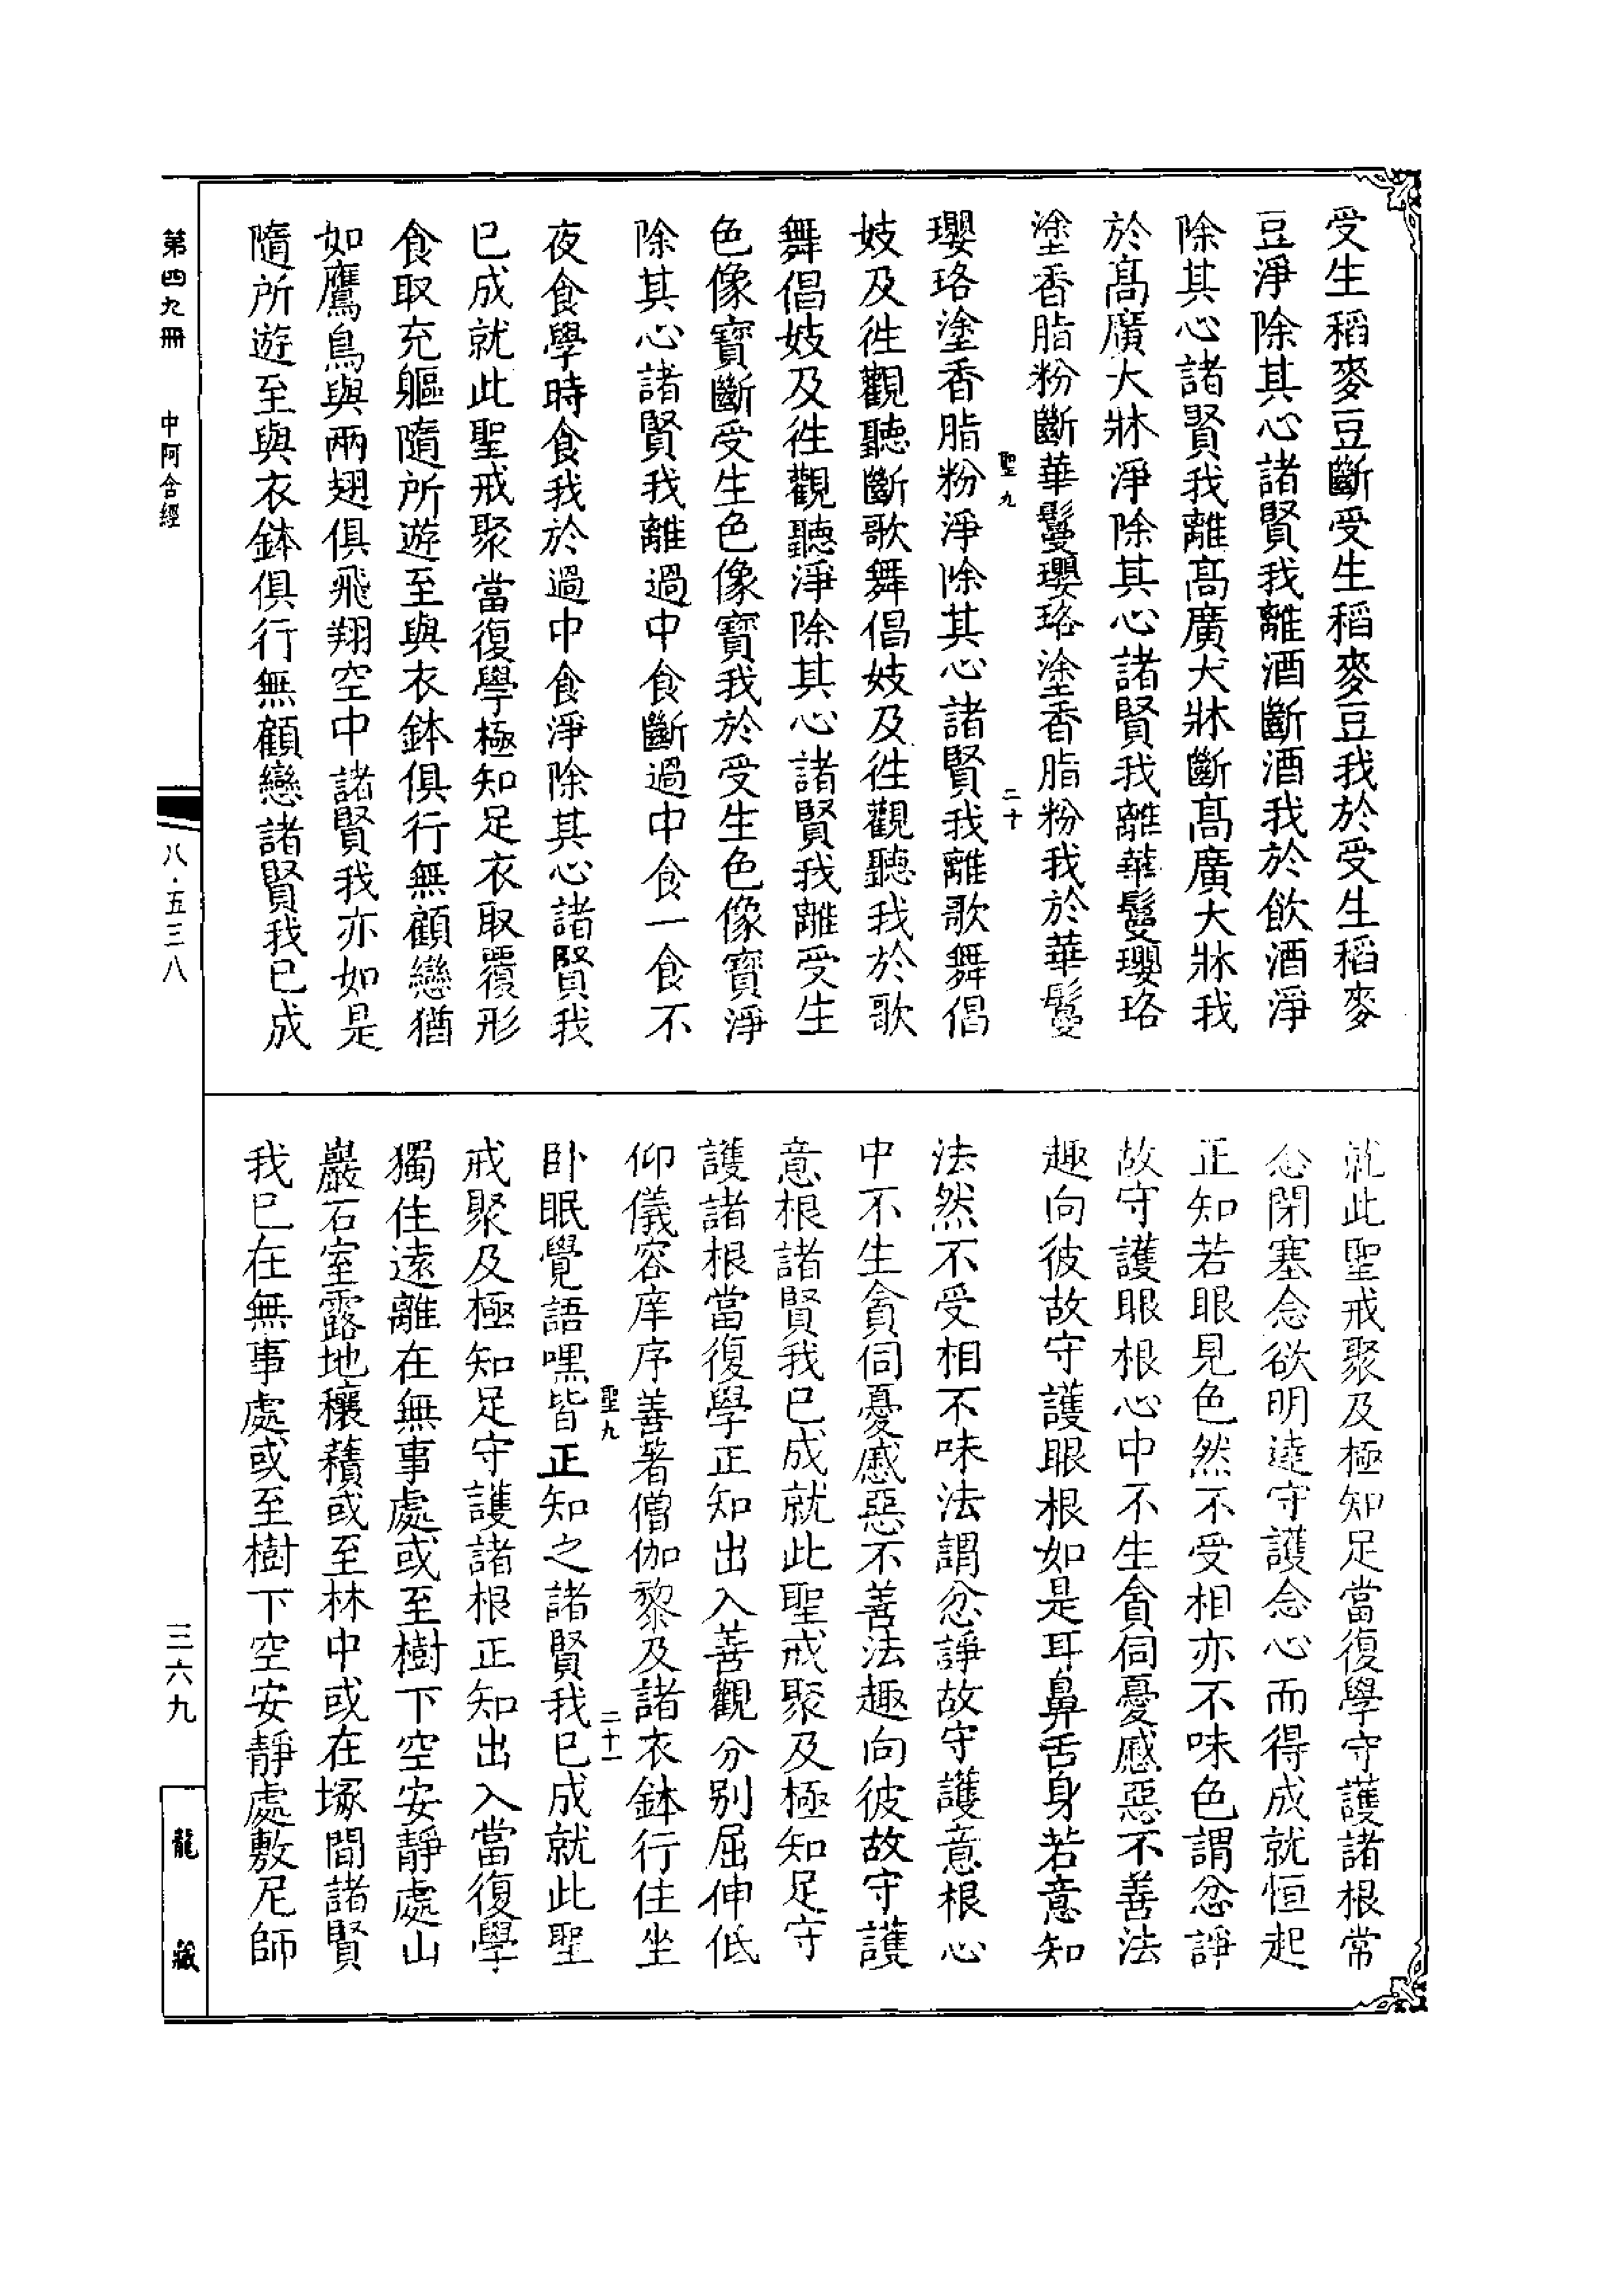 受生稻麥豆斷受生稻麥豆我於受生稻麥
豆淨除其心諸賢我離酒斷酒我於飲酒淨
除其心諸賢我離高廣大牀斷高廣大牀我
於高廣大牀淨除其心諸賢我離華鬘瓔珞
塗香脂粉斷華鬘瓔珞塗香脂粉我於華鬘
聖九
二十
瓔珞塗香脂粉淨除其心諸賢我離歌舞倡
妓及徃觀聽斷歌舞倡妓及徃觀聽我於歌
舞倡妓及徃觀聽淨除其心諸賢我離受生
色像寶斷受生色像寶我於受生色像寶淨
除其心諸賢我離過中食斷過中食一食不
夜食學時食我於過中食淨除其心諸賢我
已成就此聖戒聚當復學極知足衣取覆形
食取充軀隨所遊至與衣鉢俱行無顧戀猶
如鷹鳥與兩翅俱飛翔空中諸賢我亦如是
隨所遊至與衣鉢俱行無顧戀諸賢我已成
就此聖戒聚及極知足當復學守護諸根常
念閉塞念欲明達守護念心而得成就恒起
正知若眼見色然不受相亦不味色謂忿諍
故守護眼根心中不生貪伺憂慼惡不善法
趣向彼故守護眼根如是耳鼻舌身若意知
法然不受相不味法謂忿諍故守護意根心
中不生貪伺憂慼惡不善法趣向彼故守護
意根諸賢我已成就此聖戒聚及極知足守
護諸根當復學正知出入善觀分別屈伸低
仰儀容庠序善著僧伽黎及諸衣鉢行住坐
聖九
二十一
卧眠覺語嘿皆正知之諸賢我已成就此聖
戒聚及極知足守護諸根正知出入當復學
獨住遠離在無事處或至樹下空安靜處山
巖石室露地穰𧂐或至林中或在塚間諸賢
我已在無事處或至樹下空安靜處敷尼師
第四九冊
中阿含經
八·五三八
三六九
龍藏